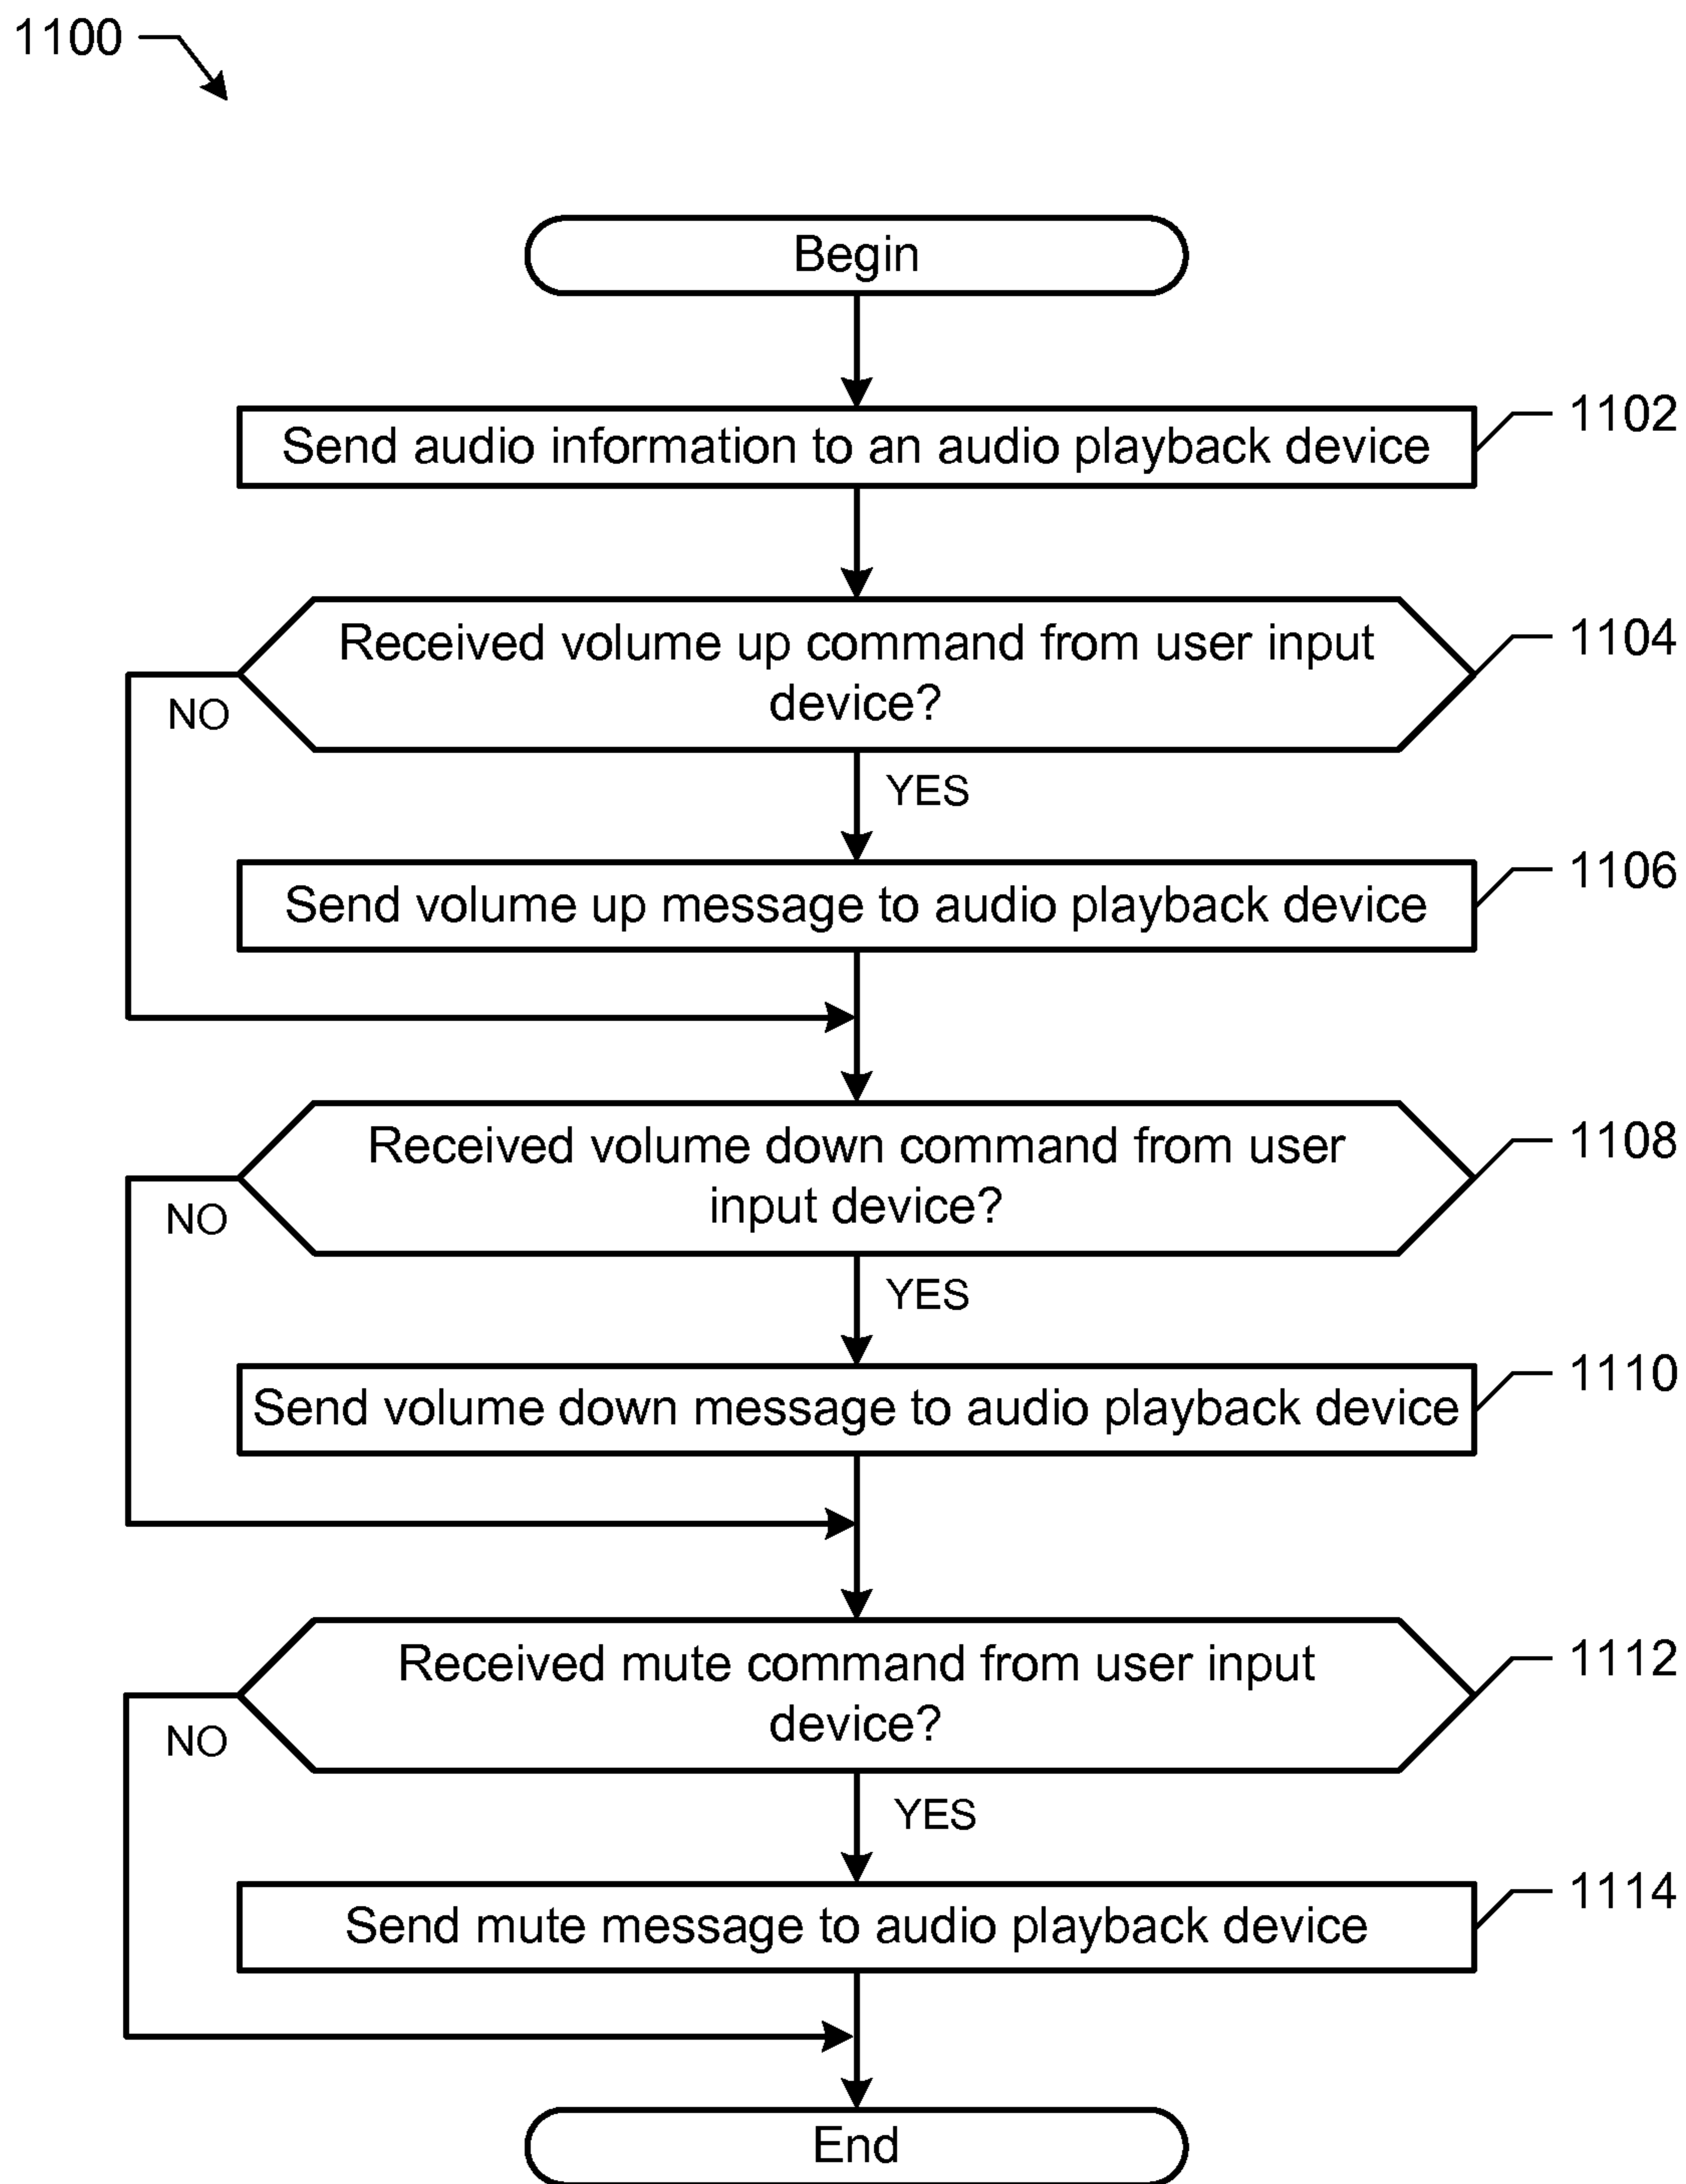 1100
Begin
Send audio information to an audio playback device
1102
Received volume up command from user input
device?
1104
NO
YES
Send volume up message to audio playback device
1106
Received volume down command from user
input device?
1108
NO
YES
Send volume down message to audio playback device
1110
Received mute command from user input
device?
1112
NO
YES
Send mute message to audio playback device
1114
End